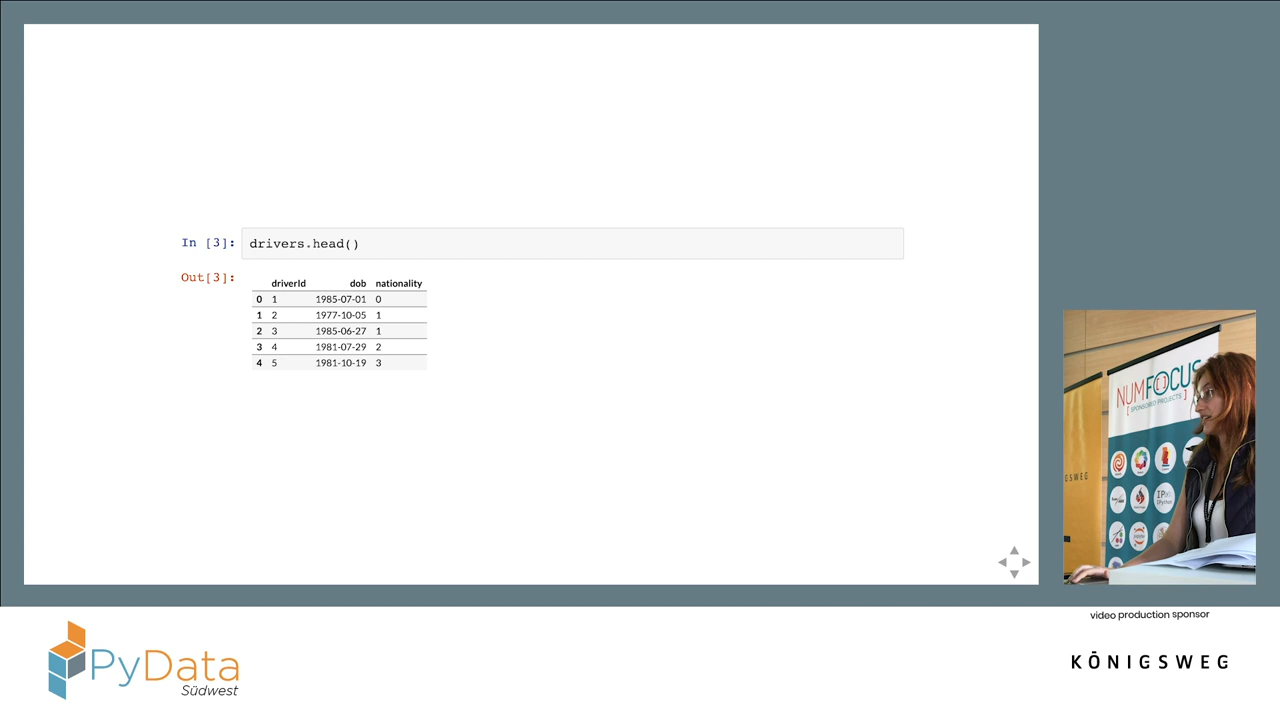 In [3]: drivers.head()
Out[3]:
driverId dob nationality
0 1 1985-07-01 0
1 2 1977-10-05 1
2 3 1985-06-27 1
3 4 1981-07-29 2
4 5 1981-10-19 3
NUMFOCUS
[ SPONSORED PROJECTS ]
GSWEG
IPython
video production sponsor
KÖNIGSWEG
PyData
Südwest